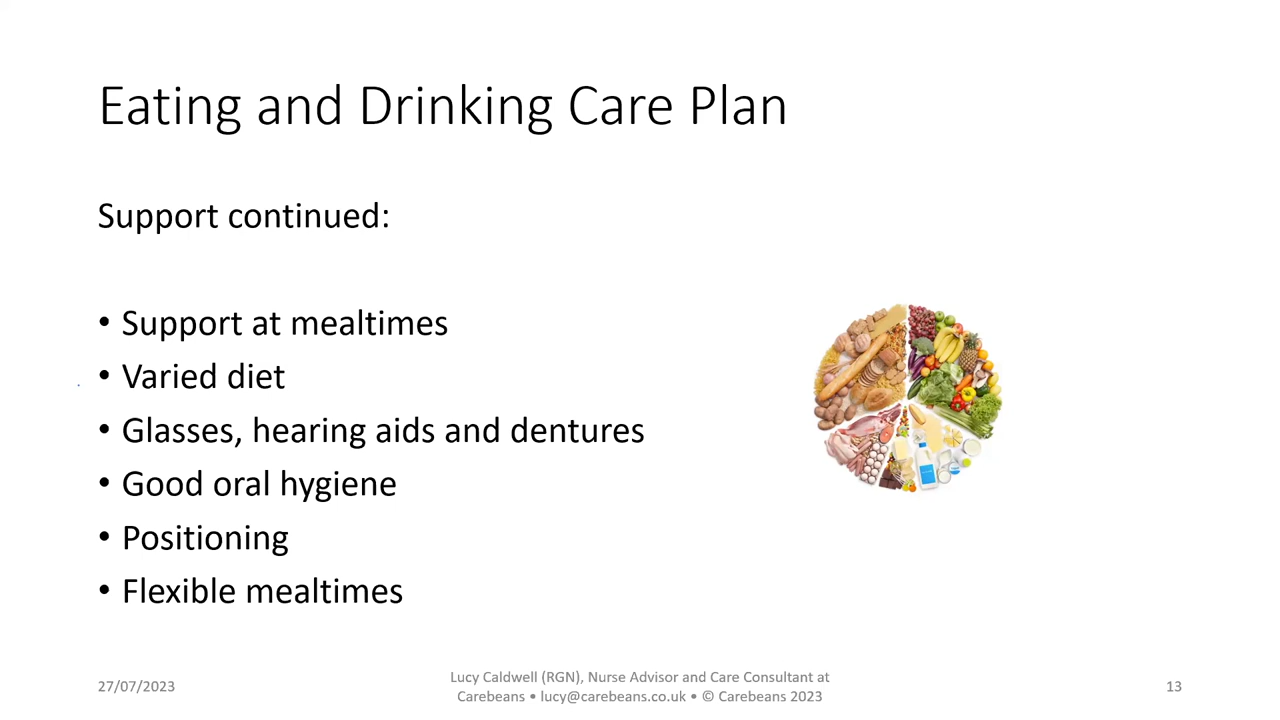 Eating and Drinking Care Plan
Support continued:
• Support at mealtimes
• Varied diet
• Glasses, hearing aids and dentures
• Good oral hygiene
• Positioning
• Flexible mealtimes
27/07/2023
Lucy Caldwell (RGN), Nurse Advisor and Care Consultant at
Carebeans • lucy@carebeans.co.uk • © Carebeans 2023
13